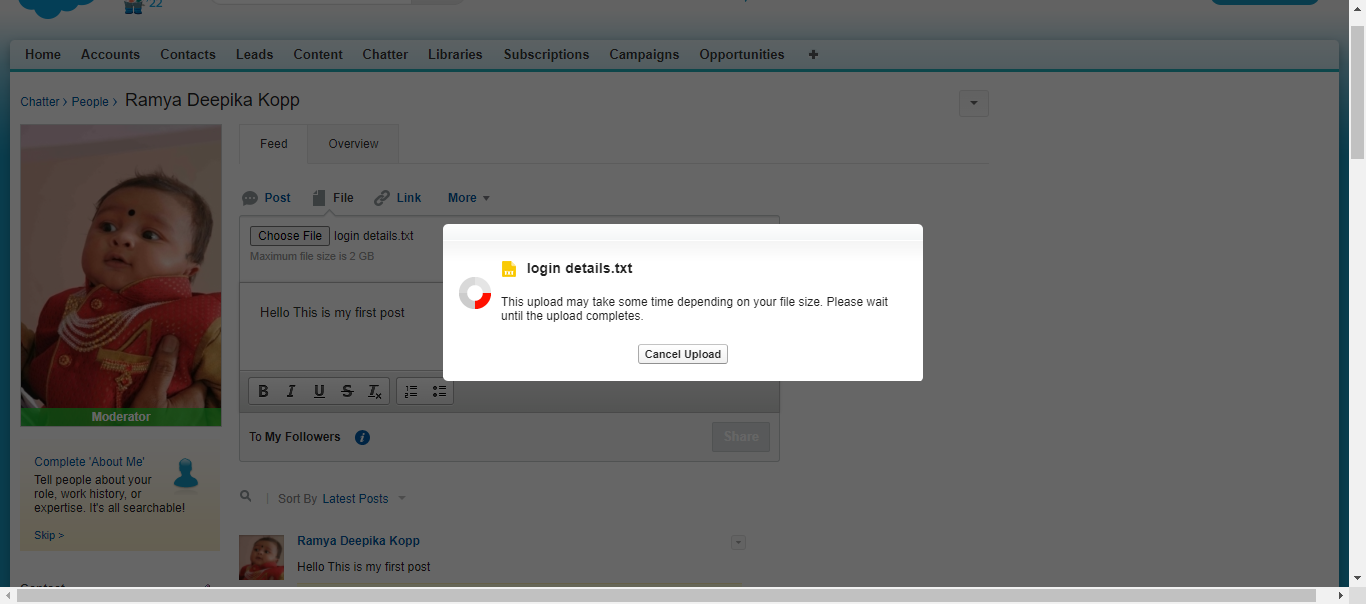 '22
Home Accounts Contacts Leads Content Chatter Libraries Subscriptions Campaigns Opportunities +
Chatter › People › Ramya Deepika Kopp
Feed Overview
Post File Link More
Choose File login details.txt
Maximum file size is 2 GB
Hello This is my first post
login details.txt
This upload may take some time depending on your file size. Please wait
until the upload completes.
Cancel Upload
B I U S Tx
Moderator
To My Followers i
Share
Complete 'About Me'
Tell people about your
role, work history, or
expertise. It's all searchable!
Skip >
Sort By Latest Posts
Ramya Deepika Kopp
Hello This is my first post